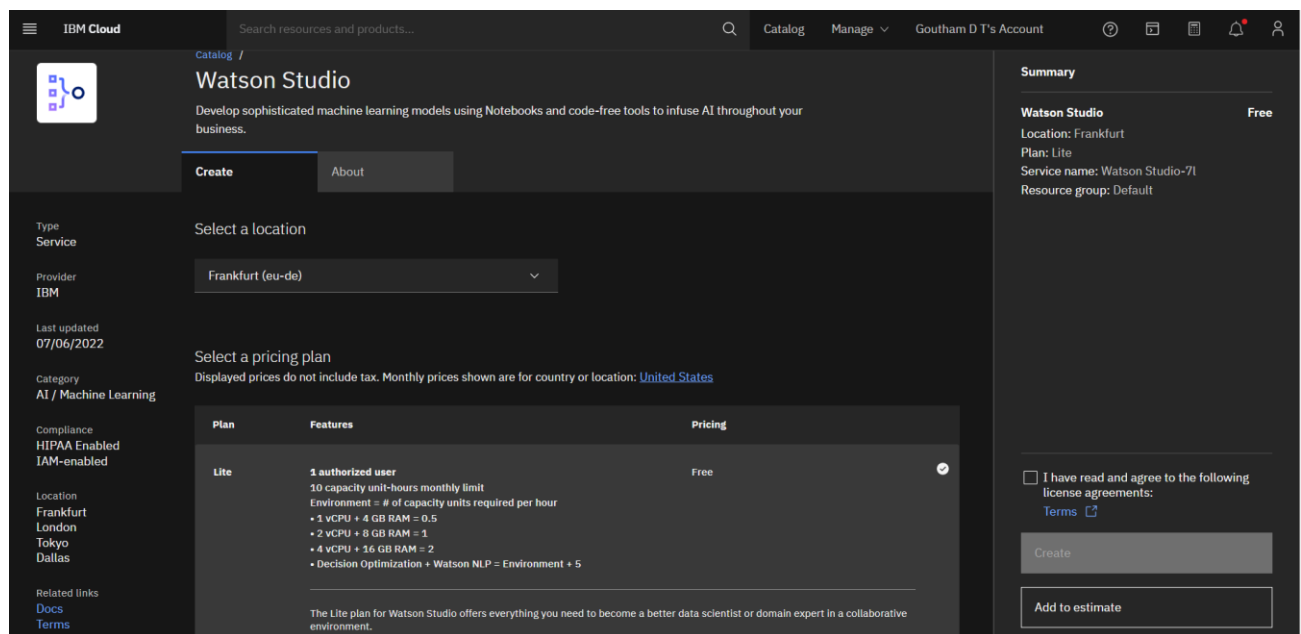 IBM Cloud
Search resources and products...
Catalog
Manage
Goutham D T's Account
Catalog /
Watson Studio
Develop sophisticated machine learning models using Notebooks and code-free tools to infuse AI throughout your
business.
Create
About
Type
Service
Provider
IBM
Last updated
07/06/2022
Category
AI / Machine Learning
Compliance
HIPAA Enabled
IAM-enabled
Location
Frankfurt
London
Tokyo
Dallas
Related links
Docs
Terms
Select a location
Frankfurt (eu-de)
Select a pricing plan
Displayed prices do not include tax. Monthly prices shown are for country or location: United States
Plan
Features
Pricing
Lite
1 authorized user
10 capacity unit-hours monthly limit
Environment = # of capacity units required per hour
• 1 vCPU + 4 GB RAM = 0.5
• 2 vCPU + 8 GB RAM = 1
• 4 vCPU + 16 GB RAM = 2
• Decision Optimization + Watson NLP = Environment + 5
Free
The Lite plan for Watson Studio offers everything you need to become a better data scientist or domain expert in a collaborative
environment.
Summary
Watson Studio Free
Location: Frankfurt
Plan: Lite
Service name: Watson Studio-7l
Resource group: Default
I have read and agree to the following
license agreements:
Terms
Create
Add to estimate